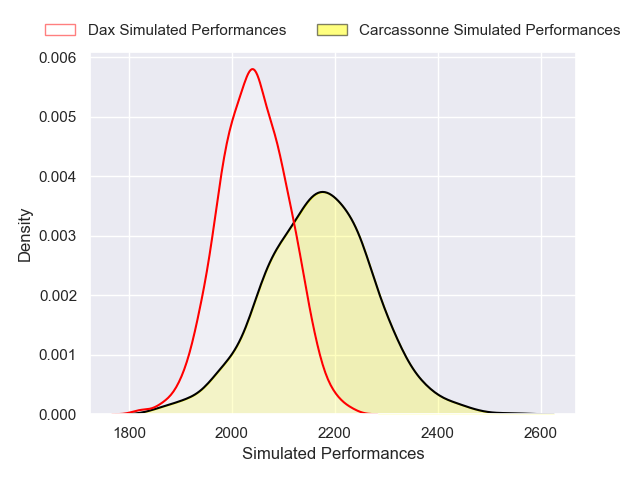 Dax Simulated Performances
Carcassonne Simulated Performances
0.006
0.005
0.004
0.003
0.002
0.001
0.000
Density
1800 2000 2200 2400 2600
Simulated Performances